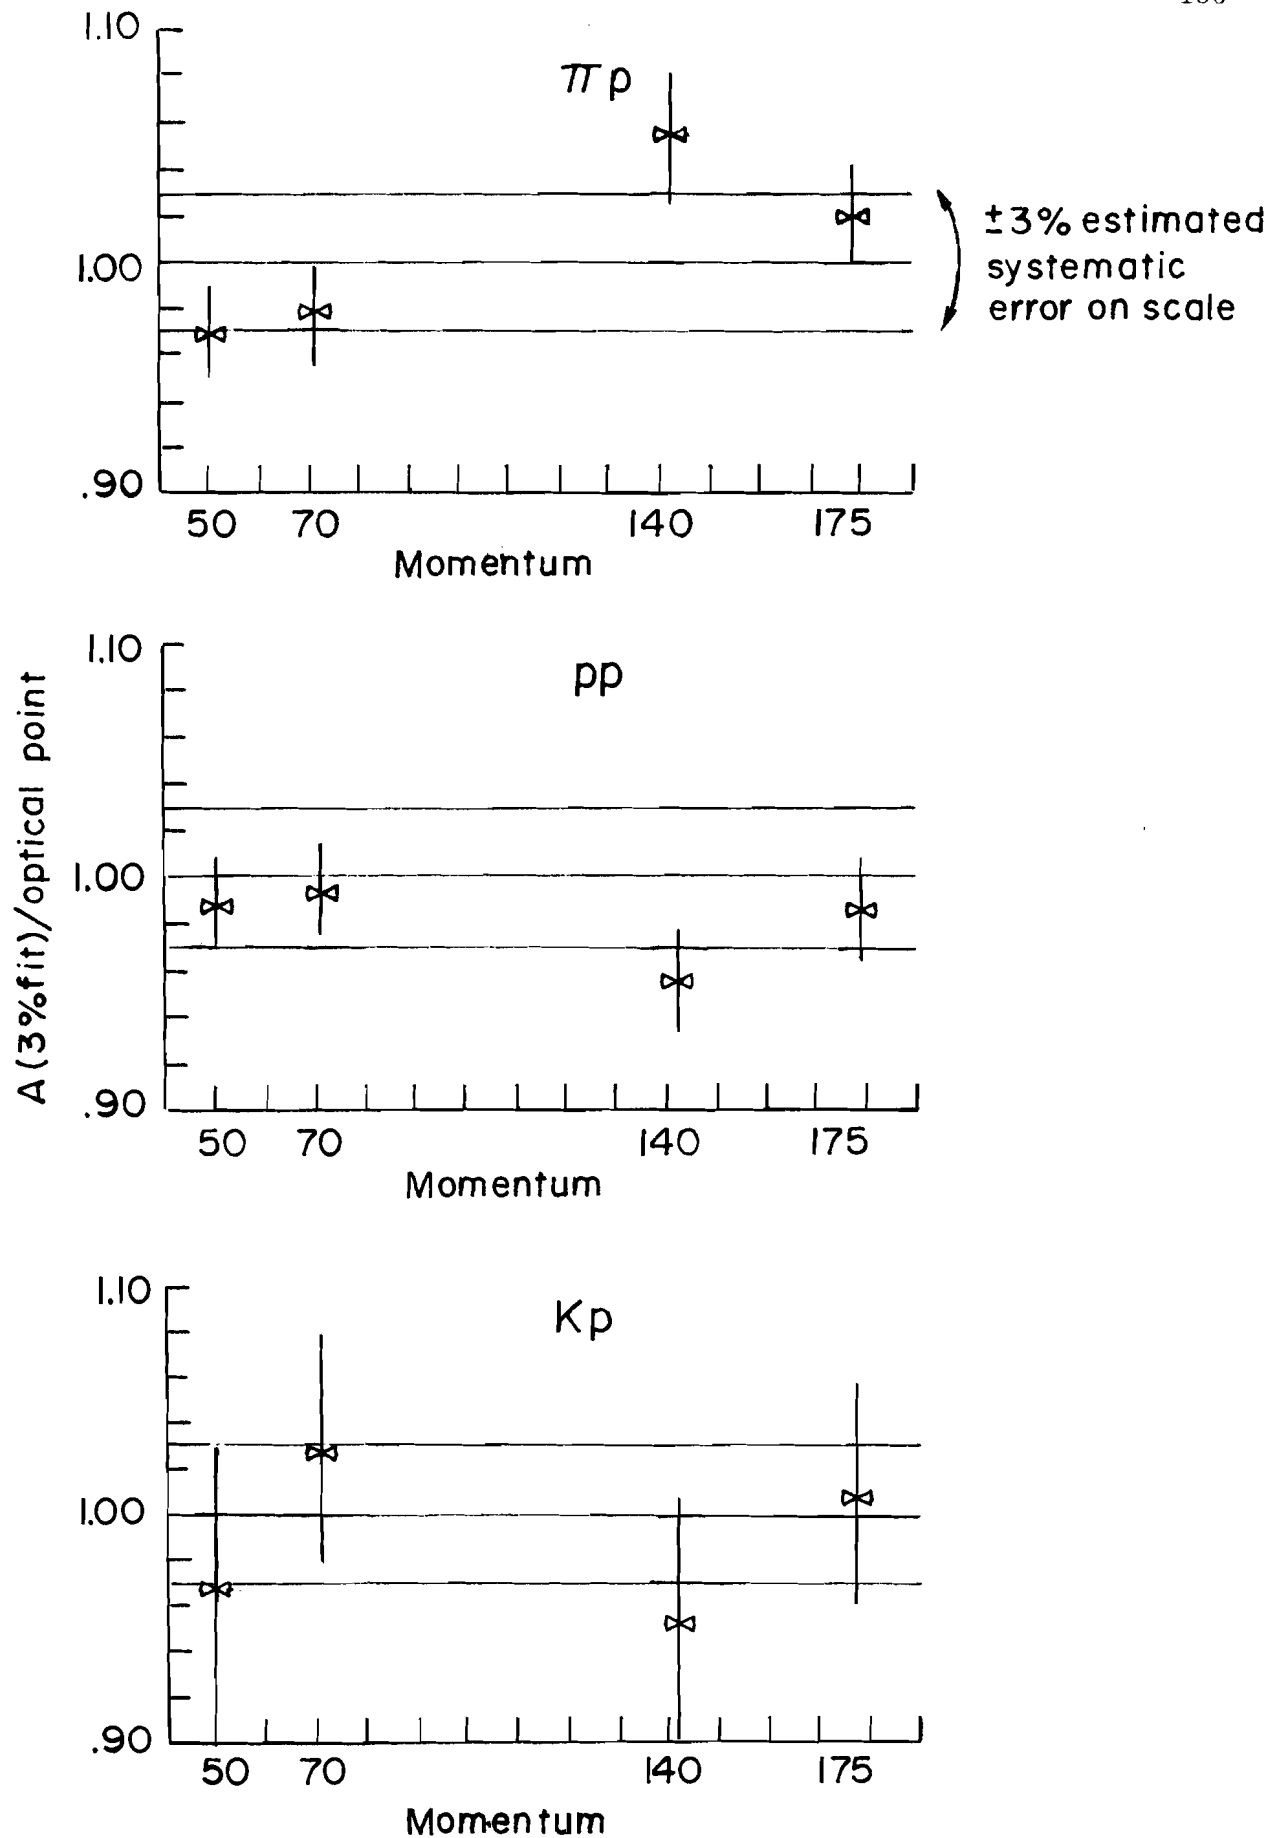 1.10
πp
±3% estimated
systematic
error on scale
1.00
.90
50 70 140 175
Momentum
A(3%fit)/optical point
1.10
pp
1.00
.90
50 70 140 175
Momentum
1.10
Kp
1.00
.90
50 70 140 175
Momentum